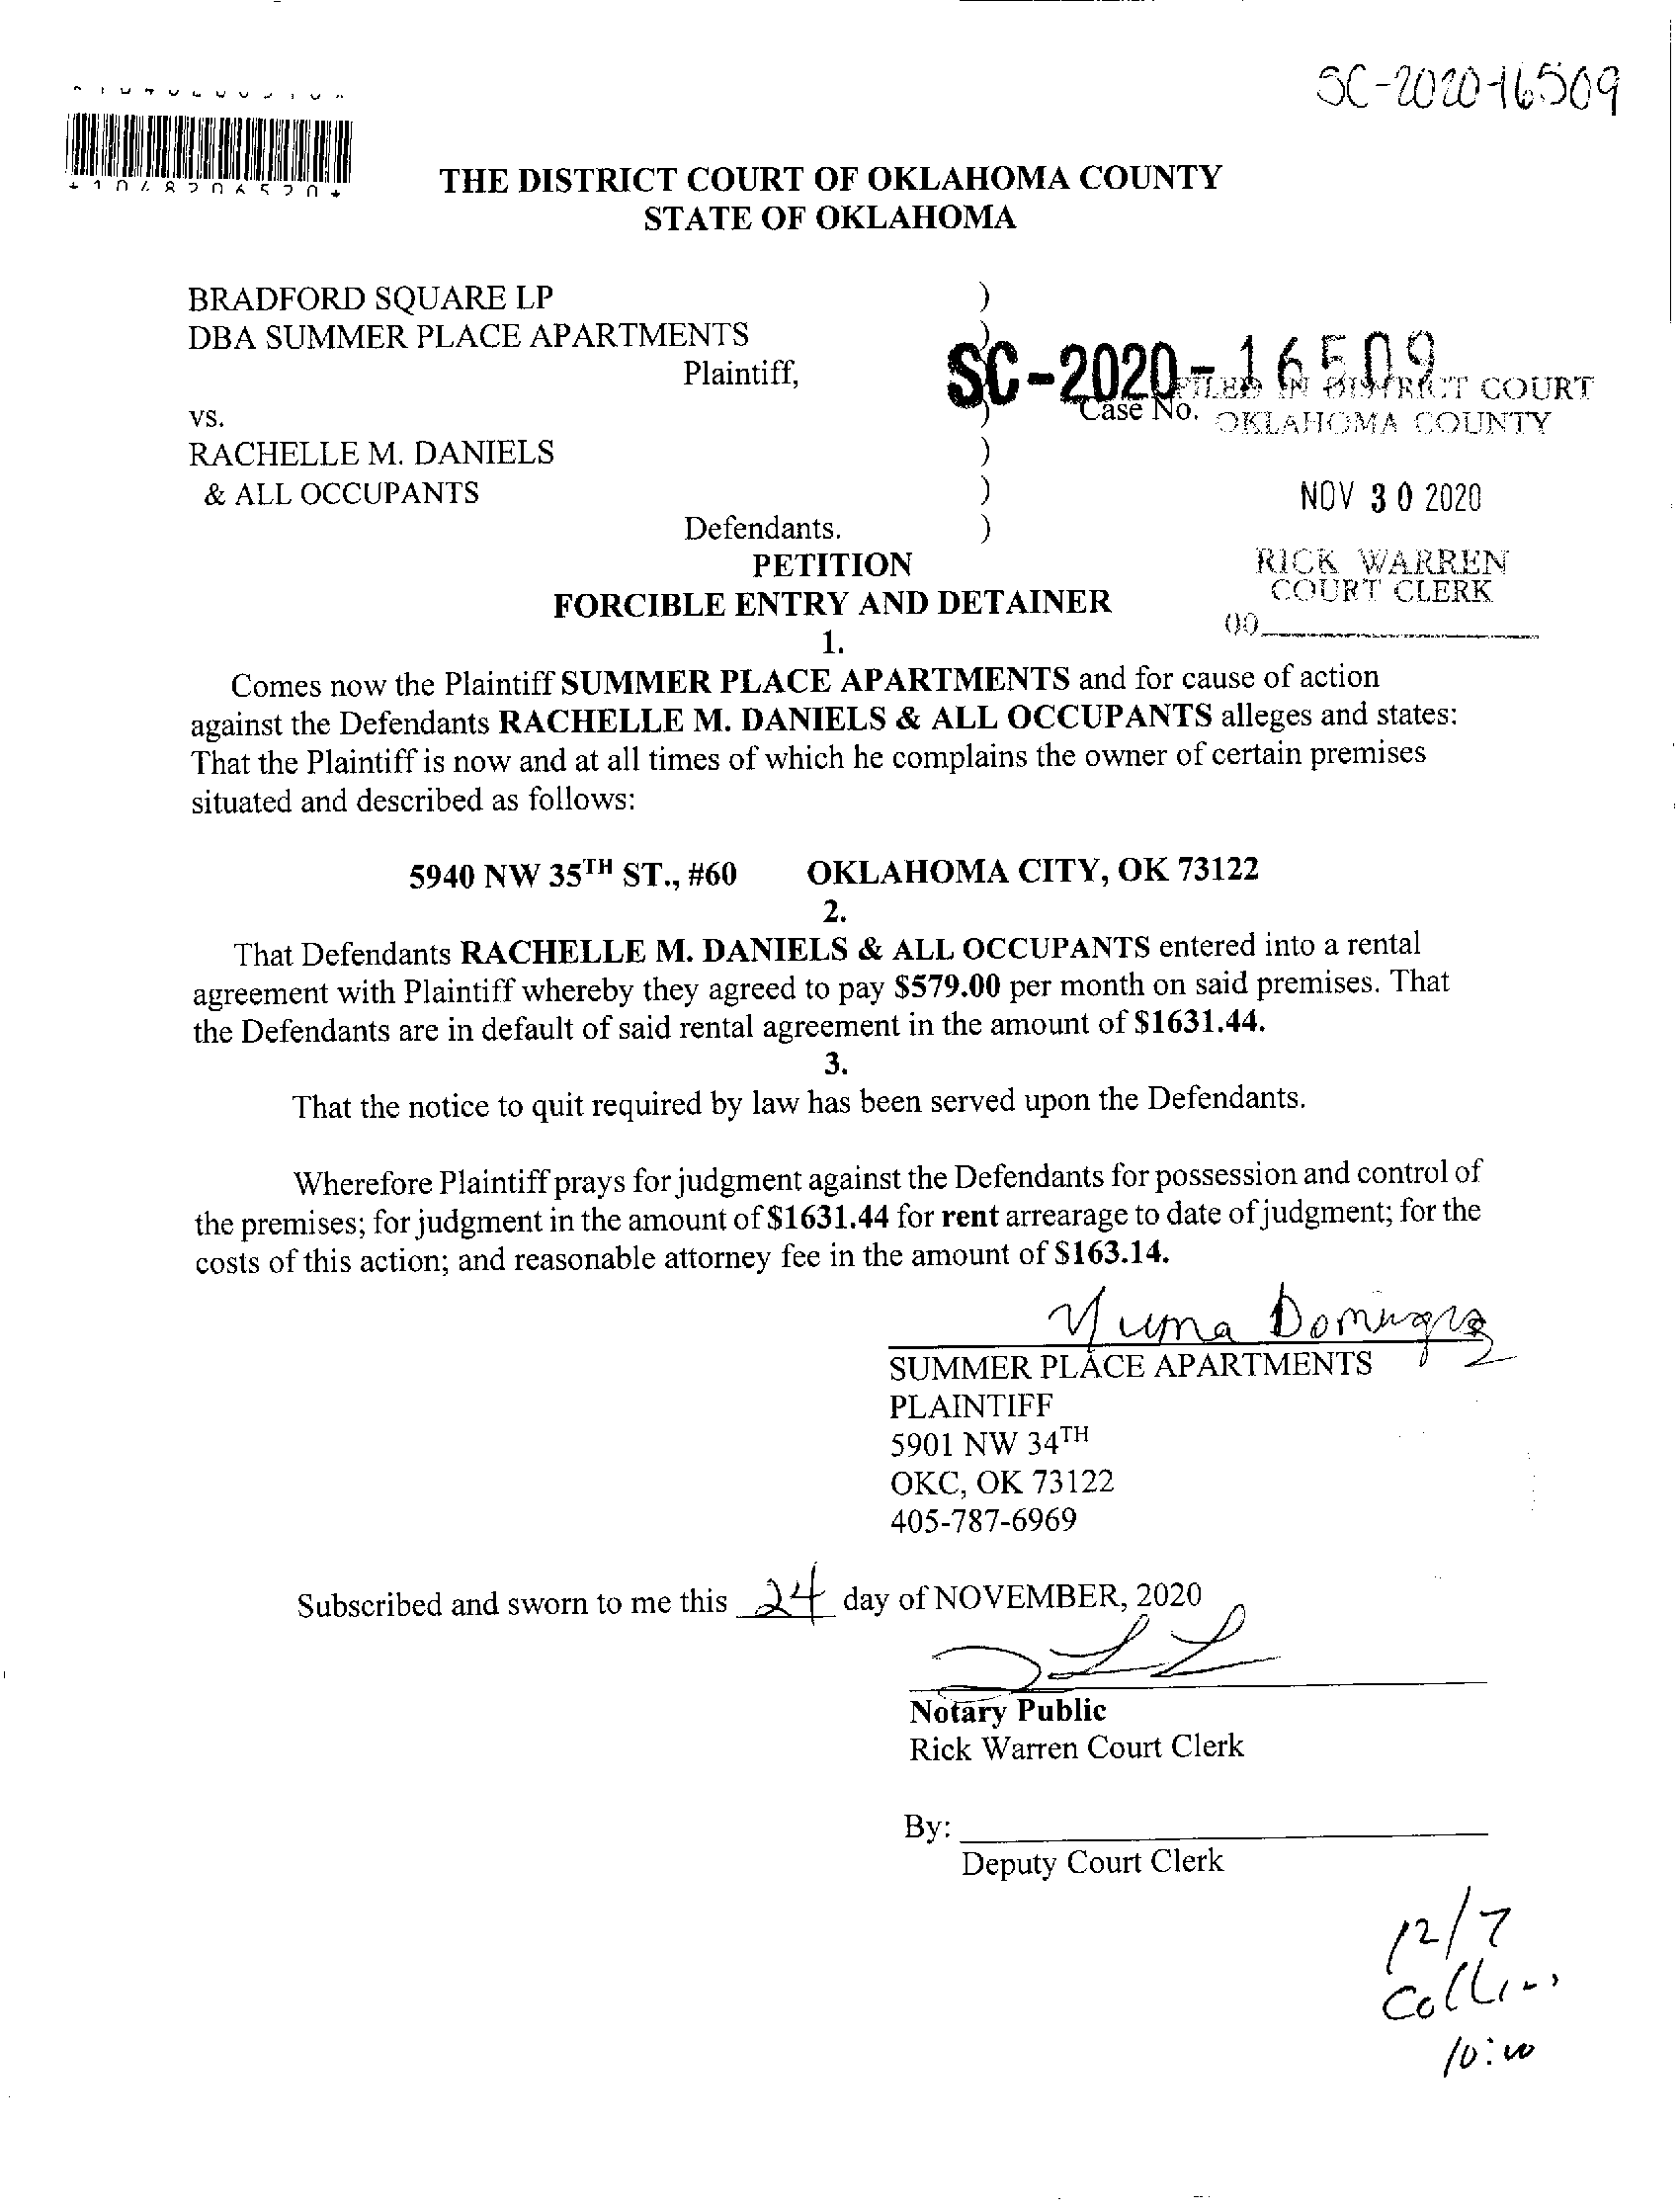 SC-2020-16509
*1048206520*
THE DISTRICT COURT OF OKLAHOMA COUNTY
STATE OF OKLAHOMA
BRADFORD SQUARE LP )
DBA SUMMER PLACE APARTMENTS )
Plaintiff,
SC-2020-16509
FILED IN DISTRICT COURT
vs. ) Case No.
OKLAHOMA COUNTY
RACHELLE M. DANIELS )
& ALL OCCUPANTS )
NOV 30 2020
Defendants. )
PETITION
RICK WARREN
COURT CLERK
FORCIBLE ENTRY AND DETAINER
1.
Comes now the Plaintiff SUMMER PLACE APARTMENTS and for cause of action
against the Defendants RACHELLE M. DANIELS & ALL OCCUPANTS alleges and states:
That the Plaintiff is now and at all times of which he complains the owner of certain premises
situated and described as follows:
5940 NW 35TH ST., #60 OKLAHOMA CITY, OK 73122
2.
That Defendants RACHELLE M. DANIELS & ALL OCCUPANTS entered into a rental
agreement with Plaintiff whereby they agreed to pay $579.00 per month on said premises. That
the Defendants are in default of said rental agreement in the amount of $1631.44.
3.
That the notice to quit required by law has been served upon the Defendants.
Wherefore Plaintiff prays for judgment against the Defendants for possession and control of
the premises; for judgment in the amount of $1631.44 for rent arrearage to date of judgment; for the
costs of this action; and reasonable attorney fee in the amount of $163.14.
SUMMER PLACE APARTMENTS
PLAINTIFF
5901 NW 34TH
OKC, OK 73122
405-787-6969
Subscribed and sworn to me this 24 day of NOVEMBER, 2020
Notary Public
Rick Warren Court Clerk
By:
Deputy Court Clerk
12/7
Collins
10:00